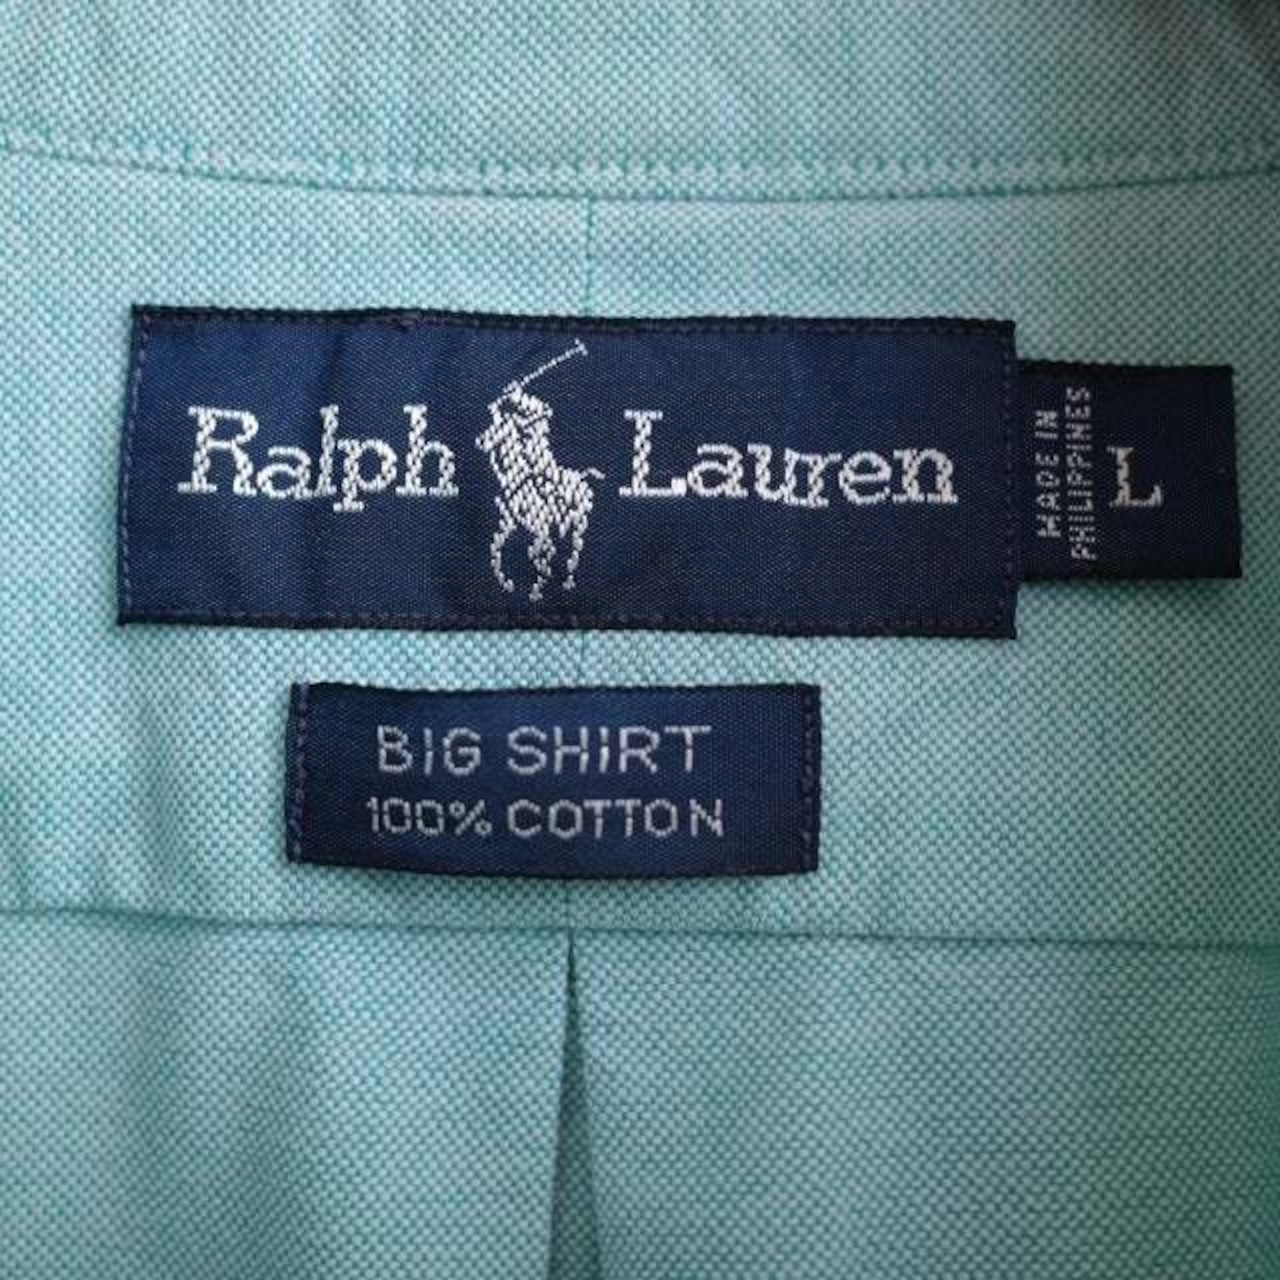 Ralph Lauren
MADE IN
PHILIPPINES
L
BIG SHIRT
100% COTTON